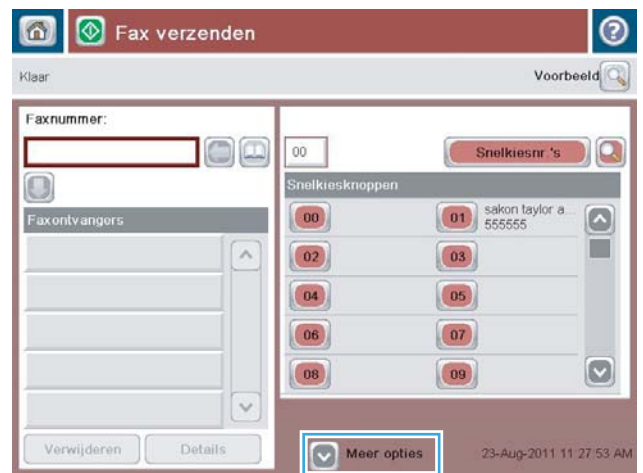 Fax verzenden
Klaar
Voorbeeld
Faxnummer:
00
Snelkiesnr.'s
Snelkiesknoppen
Faxontvangers
00
01
sakon taylor a...
555555
02
03
04
05
06
07
08
09
Verwijderen
Details
Meer opties
23-Aug-2011 11:27:53 AM